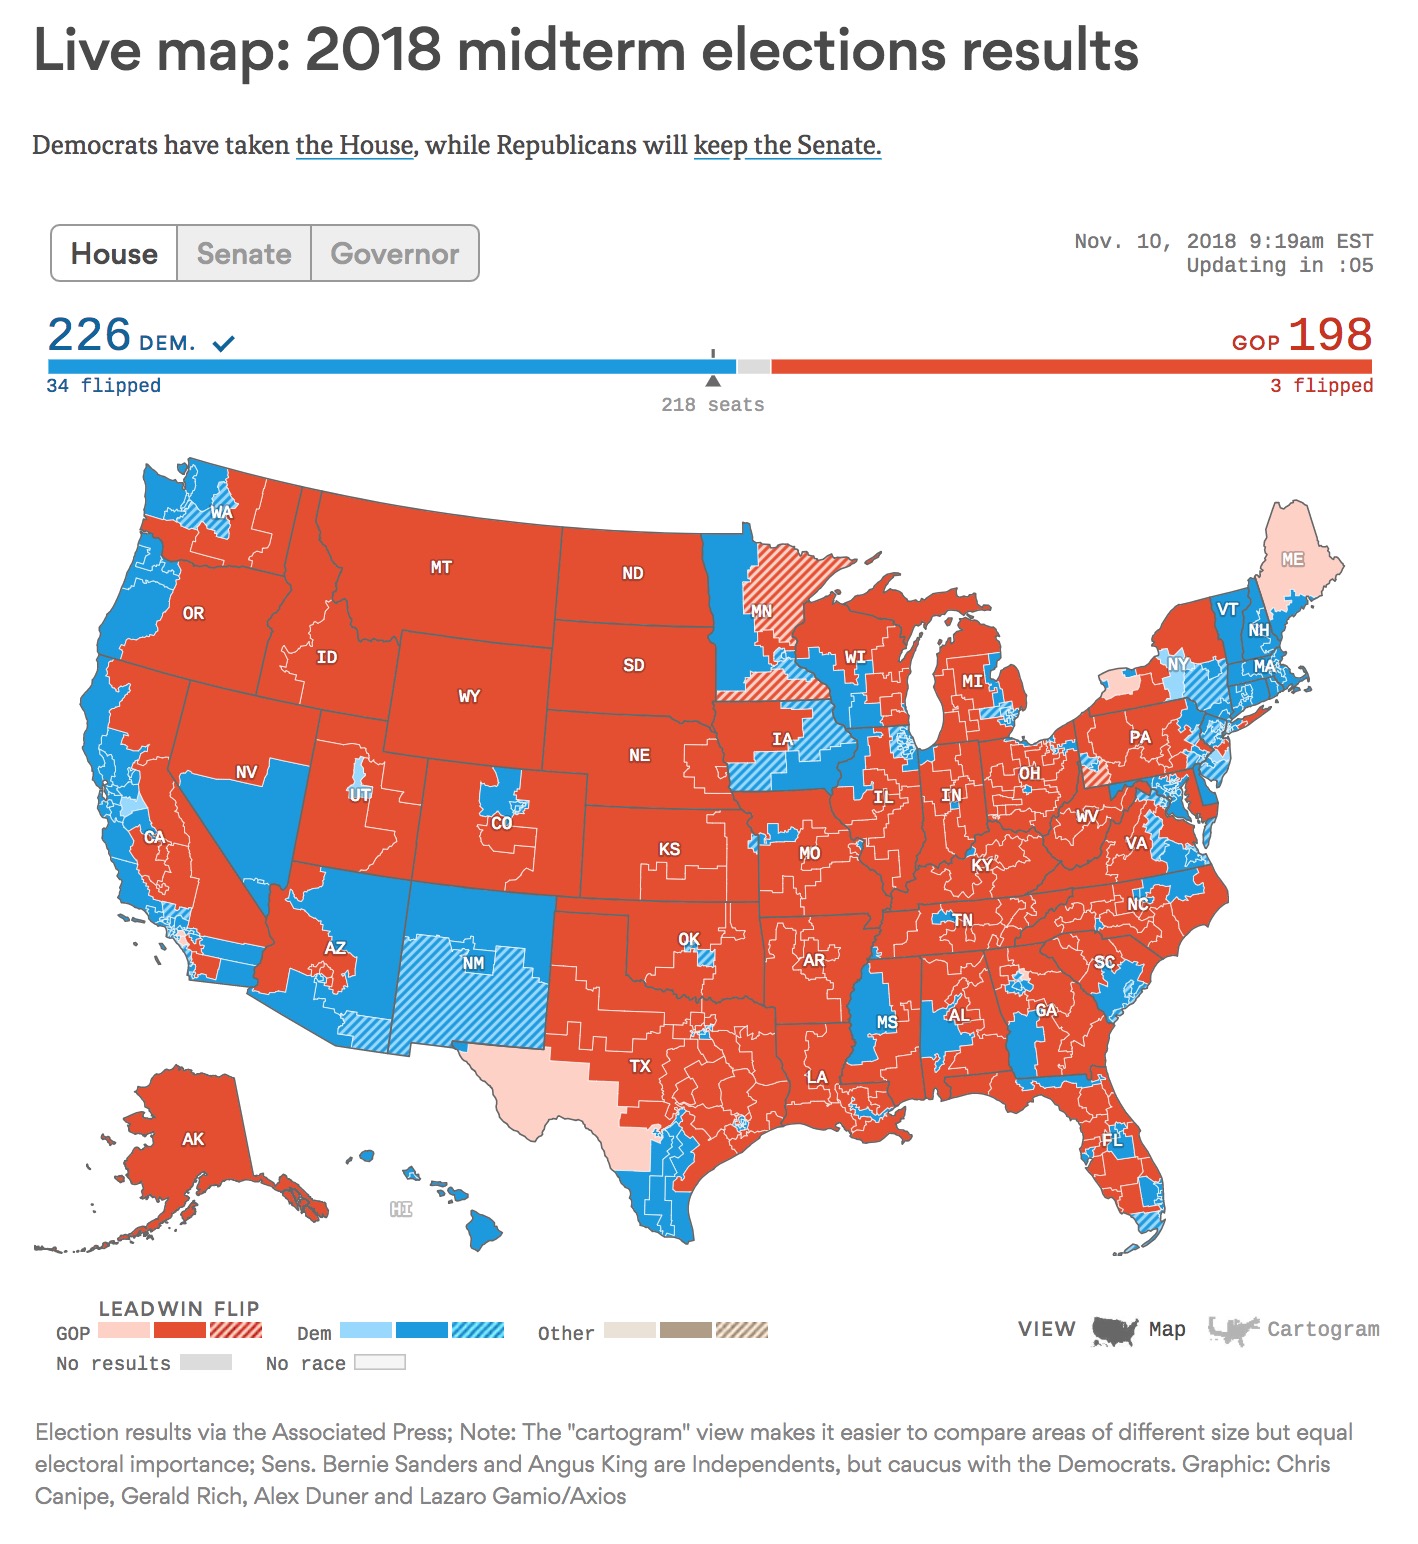 Live map: 2018 midterm elections results
Democrats have taken the House, while Republicans will keep the Senate.
House Senate Governor
Nov. 10, 2018 9:19am EST
Updating in :05
226 DEM. ✓
GOP 198
34 flipped
3 flipped
218 seats
WA
MT
ND
MN
ME
OR
ID
SD
WI
VT
NH
WY
MI
NY
MA
NV
UT
NE
IA
PA
CO
IL
IN
OH
CA
KS
MO
WV
VA
KY
AZ
NM
OK
AR
TN
NC
SC
MS
AL
GA
TX
LA
AK
HI
FL
LEADWIN FLIP
GOP
Dem
Other
No results
No race
VIEW Map Cartogram
Election results via the Associated Press; Note: The "cartogram" view makes it easier to compare areas of different size but equal
electoral importance; Sens. Bernie Sanders and Angus King are Independents, but caucus with the Democrats. Graphic: Chris
Canipe, Gerald Rich, Alex Duner and Lazaro Gamio/Axios